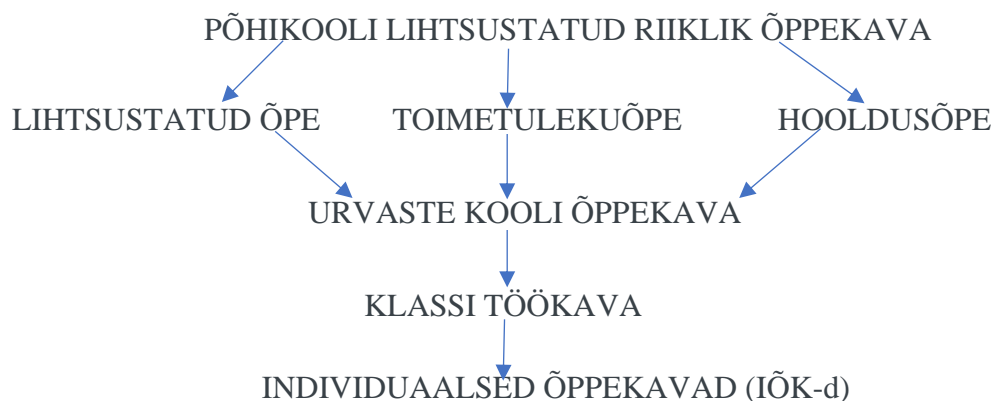 PÕHIKOOLI LIHTSUSTATUD RIIKLIK ÕPPEKAVA
LIHTSUSTATUD ÕPE TOIMETULEKUÕPE HOOLDUSÕPE
URVASTE KOOLI ÕPPEKAVA
KLASSI TÖÖKAVA
INDIVIDUAALSED ÕPPEKAVAD (IÕK-d)